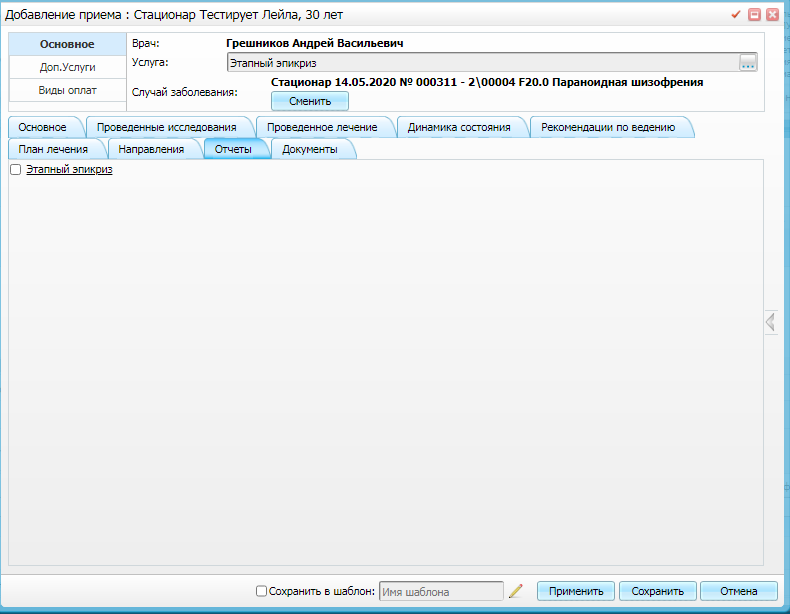 Добавление приема : Стационар Тестирует Лейла, 30 лет
Основное
Доп.Услуги
Виды оплат
Врач: Грешников Андрей Васильевич
Услуга: Этапный эпикриз ...
Случай заболевания: Стационар 14.05.2020 № 000311 - 2\00004 F20.0 Параноидная шизофрения
Сменить
Основное Проведенные исследования Проведенное лечение Динамика состояния Рекомендации по ведению
План лечения Направления Отчеты Документы
Этапный эпикриз
Сохранить в шаблон: Имя шаблона Применить Сохранить Отмена